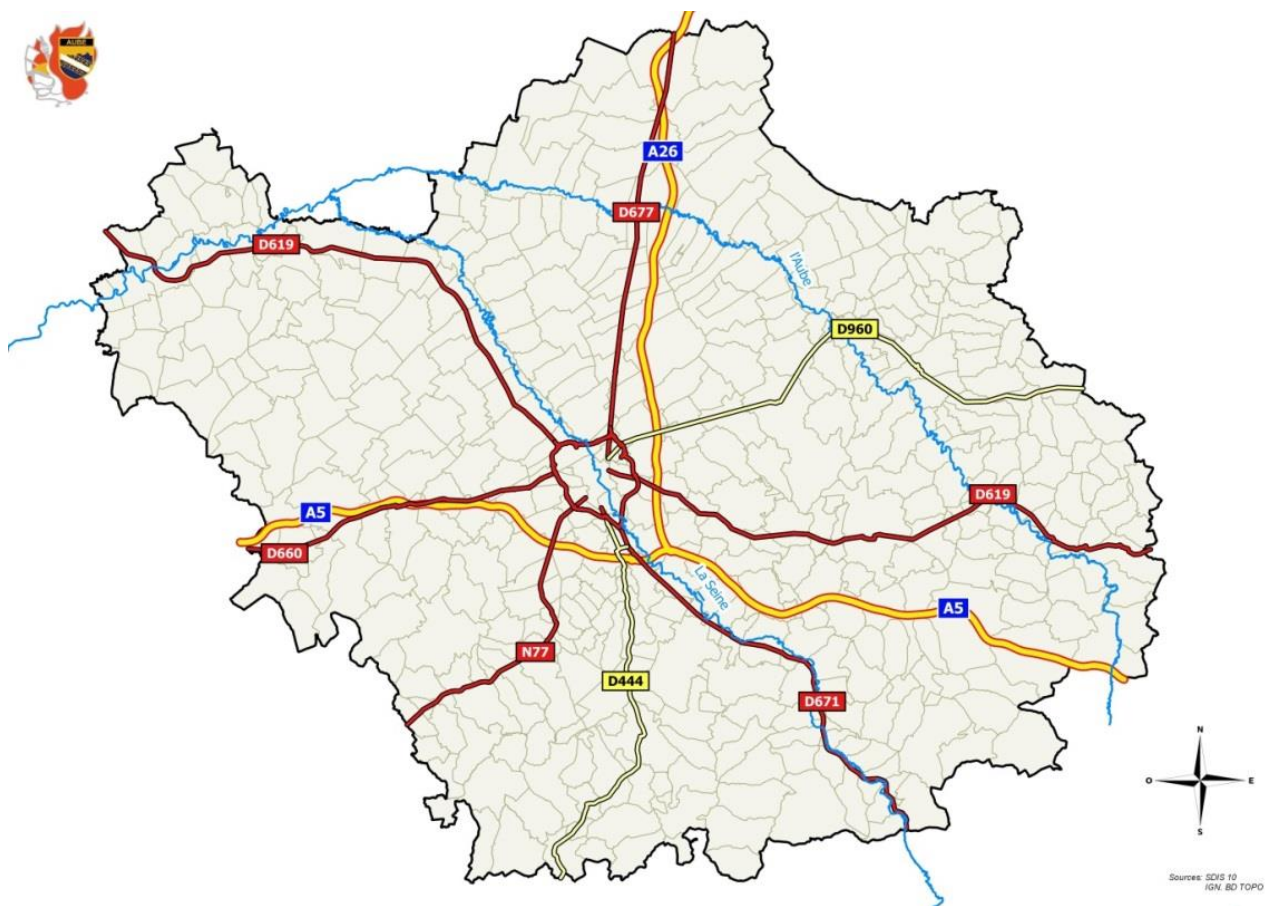 AUBE
A26
D677
D619
l'Aube
D960
D619
A5
D660
La Seine
A5
N77
D444
D671
N
O
E
S
Sources: SDIS 10
IGN. BD TOPO